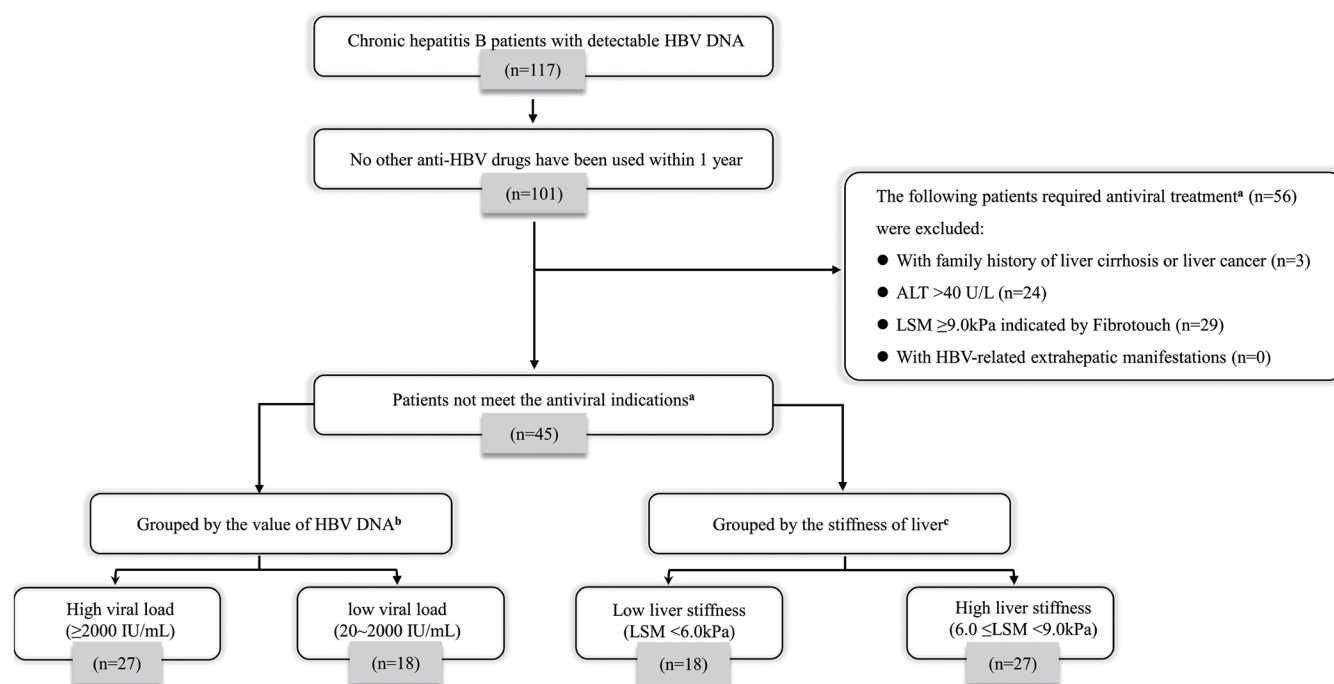 Chronic hepatitis B patients with detectable HBV DNA
(n=117)
No other anti-HBV drugs have been used within 1 year
(n=101)
The following patients required antiviral treatmentᵃ (n=56)
were excluded:
● With family history of liver cirrhosis or liver cancer (n=3)
● ALT >40 U/L (n=24)
● LSM ≥9.0kPa indicated by Fibrotouch (n=29)
● With HBV-related extrahepatic manifestations (n=0)
Patients not meet the antiviral indicationsᵃ
(n=45)
Grouped by the value of HBV DNAᵇ
Grouped by the stiffness of liverᶜ
High viral load
(≥2000 IU/mL)
(n=27)
low viral load
(20~2000 IU/mL)
(n=18)
Low liver stiffness
(LSM <6.0kPa)
(n=18)
High liver stiffness
(6.0 ≤LSM <9.0kPa)
(n=27)